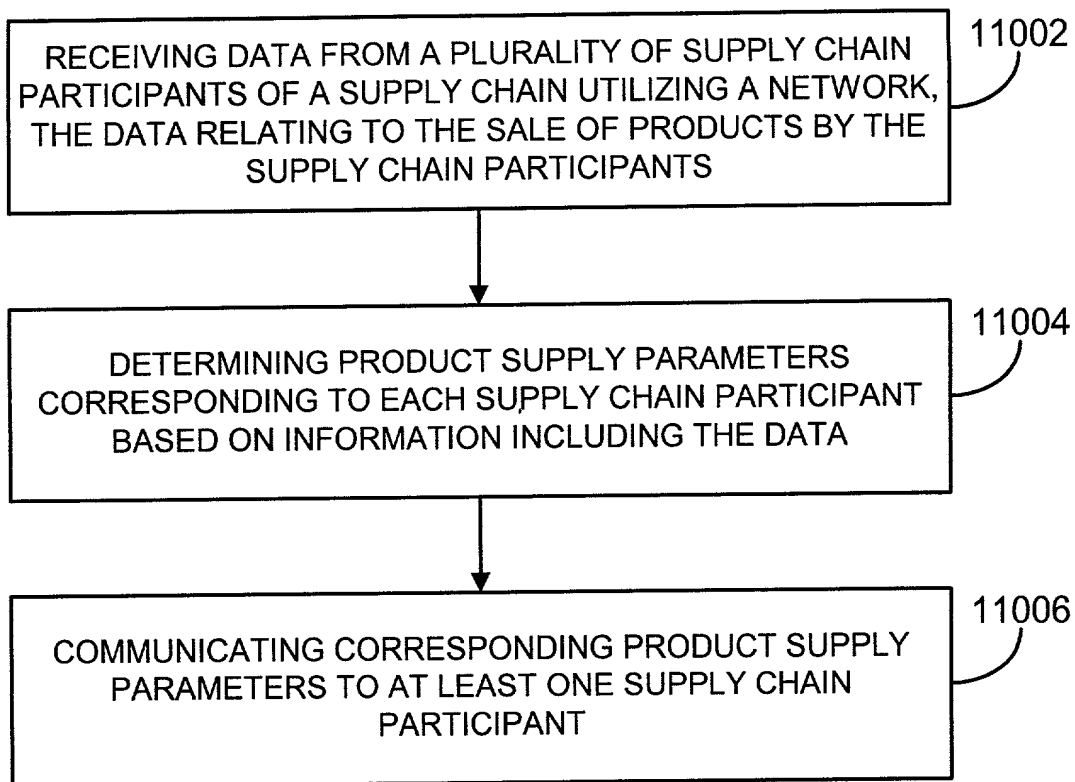 RECEIVING DATA FROM A PLURALITY OF SUPPLY CHAIN
PARTICIPANTS OF A SUPPLY CHAIN UTILIZING A NETWORK,
THE DATA RELATING TO THE SALE OF PRODUCTS BY THE
SUPPLY CHAIN PARTICIPANTS
11002
DETERMINING PRODUCT SUPPLY PARAMETERS
CORRESPONDING TO EACH SUPPLY CHAIN PARTICIPANT
BASED ON INFORMATION INCLUDING THE DATA
11004
COMMUNICATING CORRESPONDING PRODUCT SUPPLY
PARAMETERS TO AT LEAST ONE SUPPLY CHAIN
PARTICIPANT
11006